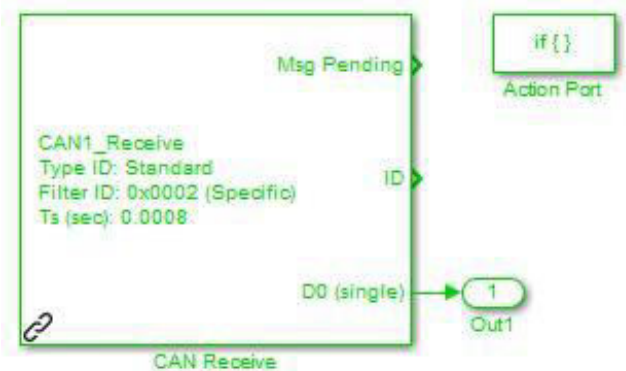 Msg Pending
if { }
Action Port
CAN1_Receive
Type ID: Standard
Filter ID: 0x0002 (Specific)
Ts (sec): 0.0008
ID
D0 (single)
1
Out1
CAN Receive